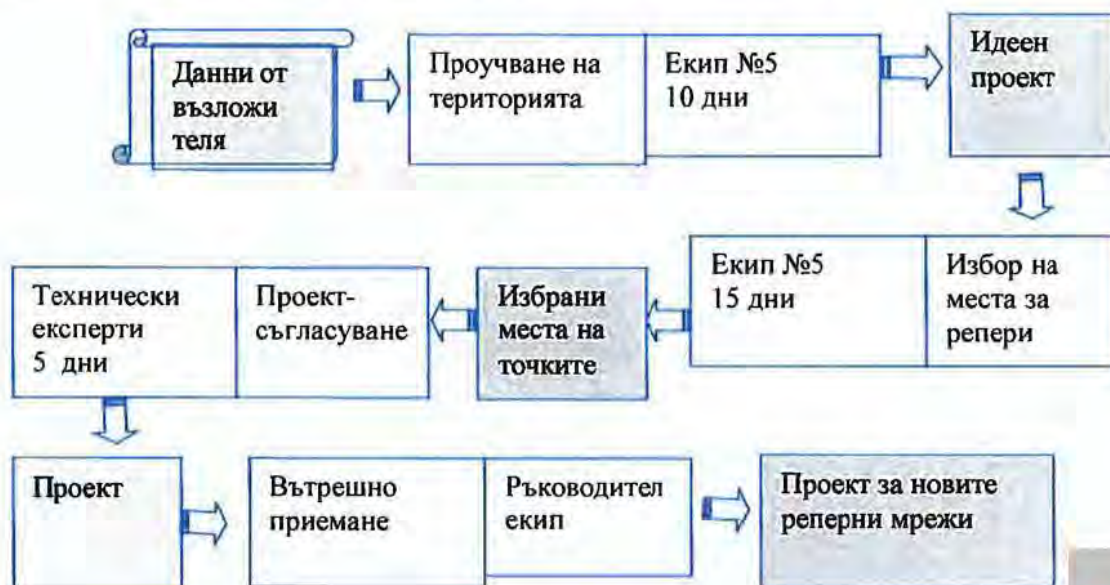 Данни от
възложи
теля
Проучване на
територията
Екип №5
10 дни
Идеен
проект
Избор на
места за
репери
Екип №5
15 дни
Избрани
места на
точките
Проект-
съгласуване
Технически
експерти
5 дни
Проект
Вътрешно
приемане
Ръководител
екип
Проект за новите
реперни мрежи